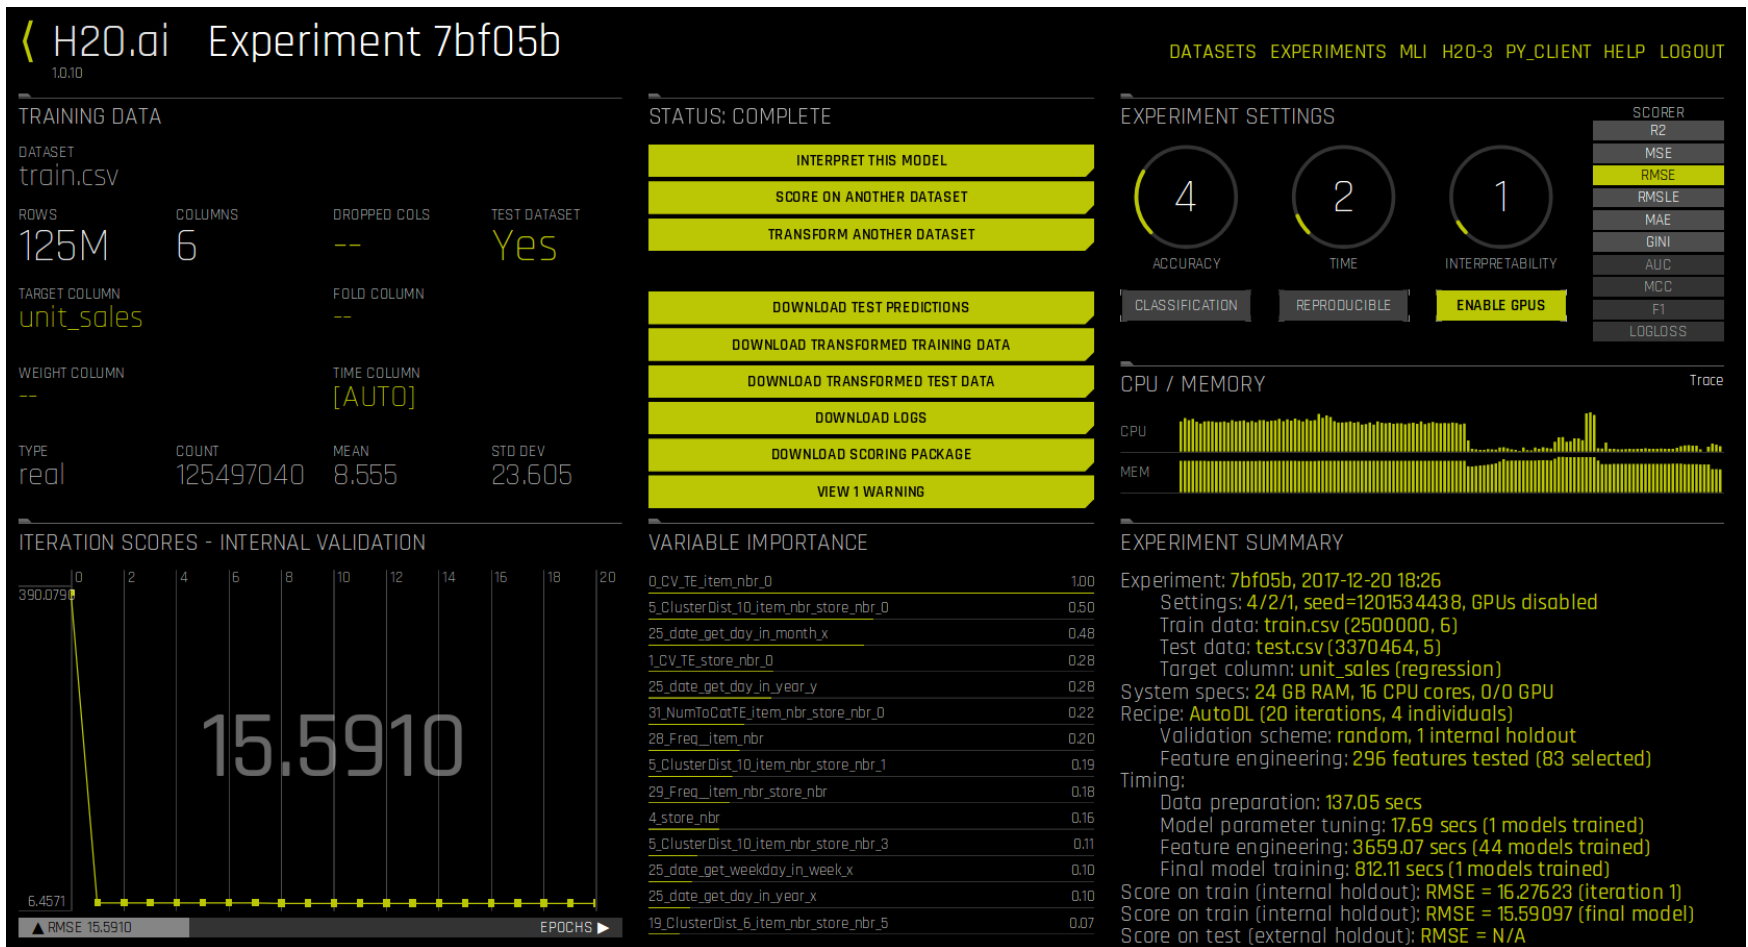 H2O.ai Experiment 7bf05b
1.0.10
DATASETS EXPERIMENTS MLI H2O-3 PY_CLIENT HELP LOGOUT
TRAINING DATA
DATASET
train.csv
ROWS COLUMNS DROPPED COLS TEST DATASET
125M 6 -- Yes
TARGET COLUMN FOLD COLUMN
unit_sales --
WEIGHT COLUMN TIME COLUMN
-- [AUTO]
TYPE COUNT MEAN STD DEV
real 125497040 8.555 23.605
STATUS: COMPLETE
INTERPRET THIS MODEL
SCORE ON ANOTHER DATASET
TRANSFORM ANOTHER DATASET
DOWNLOAD TEST PREDICTIONS
DOWNLOAD TRANSFORMED TRAINING DATA
DOWNLOAD TRANSFORMED TEST DATA
DOWNLOAD LOGS
DOWNLOAD SCORING PACKAGE
VIEW 1 WARNING
EXPERIMENT SETTINGS
4 2 1
ACCURACY TIME INTERPRETABILITY
CLASSIFICATION REPRODUCIBLE ENABLE GPUS
SCORER
R2
MSE
RMSE
RMSLE
MAE
GINI
AUC
MCC
F1
LOGLOSS
CPU / MEMORY Trace
CPU
MEM
ITERATION SCORES - INTERNAL VALIDATION
0 2 4 6 8 10 12 14 16 18 20
390.0790
15.5910
6.4571
▲ RMSE 15.5910 EPOCHS ▶
VARIABLE IMPORTANCE
0_CV_TE_item_nbr_0 1.00
5_ClusterDist_10_item_nbr_store_nbr_0 0.50
25_date_get_day_in_month_x 0.48
1_CV_TE_store_nbr_0 0.28
25_date_get_day_in_year_y 0.28
31_NumToCatTE_item_nbr_store_nbr_0 0.22
28_Freq__item_nbr 0.20
5_ClusterDist_10_item_nbr_store_nbr_1 0.19
29_Freq__item_nbr_store_nbr 0.18
4_store_nbr 0.16
5_ClusterDist_10_item_nbr_store_nbr_3 0.11
25_date_get_weekday_in_week_x 0.10
25_date_get_day_in_year_x 0.10
19_ClusterDist_6_item_nbr_store_nbr_5 0.07
EXPERIMENT SUMMARY
Experiment: 7bf05b, 2017-12-20 18:26
Settings: 4/2/1, seed=1201534438, GPUs disabled
Train data: train.csv (2500000, 6)
Test data: test.csv (3370464, 5)
Target column: unit_sales (regression)
System specs: 24 GB RAM, 16 CPU cores, 0/0 GPU
Recipe: AutoDL (20 iterations, 4 individuals)
Validation scheme: random, 1 internal holdout
Feature engineering: 296 features tested (83 selected)
Timing:
Data preparation: 137.05 secs
Model parameter tuning: 17.69 secs (1 models trained)
Feature engineering: 3659.07 secs (44 models trained)
Final model training: 812.11 secs (1 models trained)
Score on train (internal holdout): RMSE = 16.27623 (iteration 1)
Score on train (internal holdout): RMSE = 15.59097 (final model)
Score on test (external holdout): RMSE = N/A